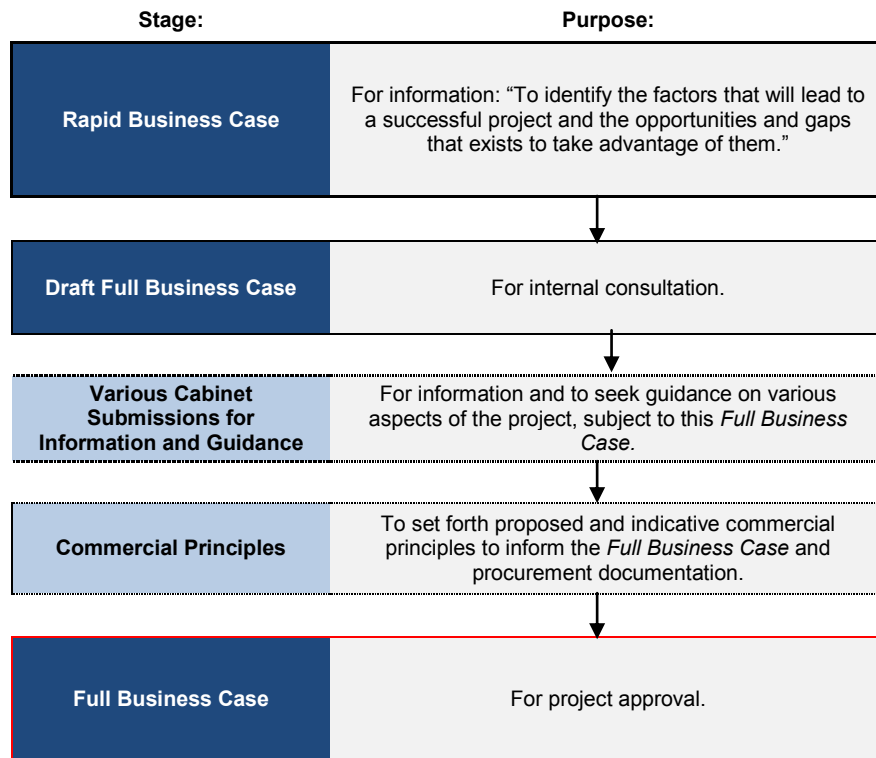 Stage:
Purpose:
Rapid Business Case
For information: “To identify the factors that will lead to
a successful project and the opportunities and gaps
that exists to take advantage of them.”
Draft Full Business Case
For internal consultation.
Various Cabinet
Submissions for
Information and Guidance
For information and to seek guidance on various
aspects of the project, subject to this Full Business
Case.
Commercial Principles
To set forth proposed and indicative commercial
principles to inform the Full Business Case and
procurement documentation.
Full Business Case
For project approval.